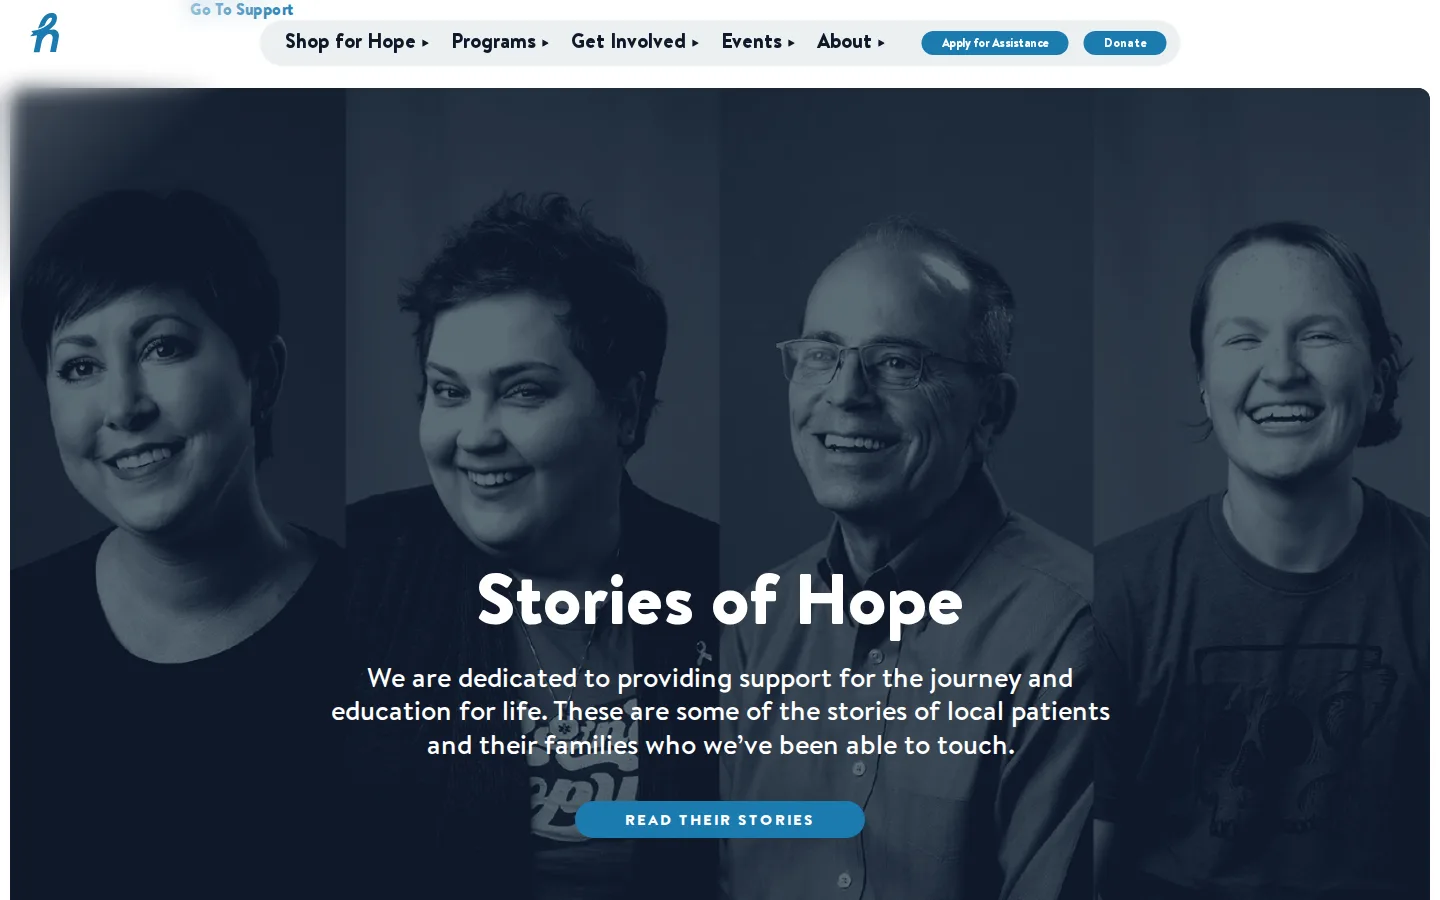 Go To Support
Shop for Hope ▸ Programs ▸ Get Involved ▸ Events ▸ About ▸ Apply for Assistance Donate
Stories of Hope
We are dedicated to providing support for the journey and
education for life. These are some of the stories of local patients
and their families who we’ve been able to touch.
READ THEIR STORIES